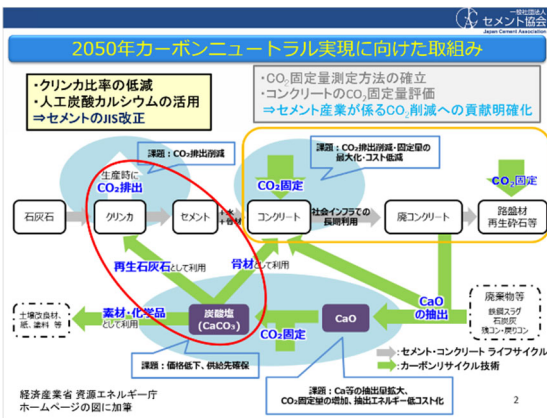 一般社団法人
セメント協会
Japan Cement Association
2050年カーボンニュートラル実現に向けた取組み
・クリンカ比率の低減
・人工炭酸カルシウムの活用
⇒セメントのJIS改正
・CO2固定量測定方法の確立
・コンクリートのCO2固定量評価
⇒セメント産業が係るCO2削減への貢献明確化
課題：CO2排出削減
課題：CO2排出削減・固定量の
最大化・コスト低減
生産時に
CO2排出
CO2固定
CO2固定
石灰石
クリンカ
セメント
＋水
＋骨材
コンクリート
社会インフラでの
長期利用
廃コンクリート
路盤材
再生砕石等
再生石灰石として利用
骨材として利用
CaO
の抽出
素材・化学品
として利用
土壌改良材、
紙、塗料 等
炭酸塩
(CaCO3)
CO2固定
CaO
廃棄物等
鉄鋼スラグ
石炭灰
残コン・戻りコン
課題：価格低下、供給先確保
課題：Ca等の抽出量拡大、
CO2固定量の増加、抽出エネルギー低コスト化
：セメント・コンクリート ライフサイクル
：カーボンリサイクル技術
経済産業省 資源エネルギー庁
ホームページの図に加筆
2